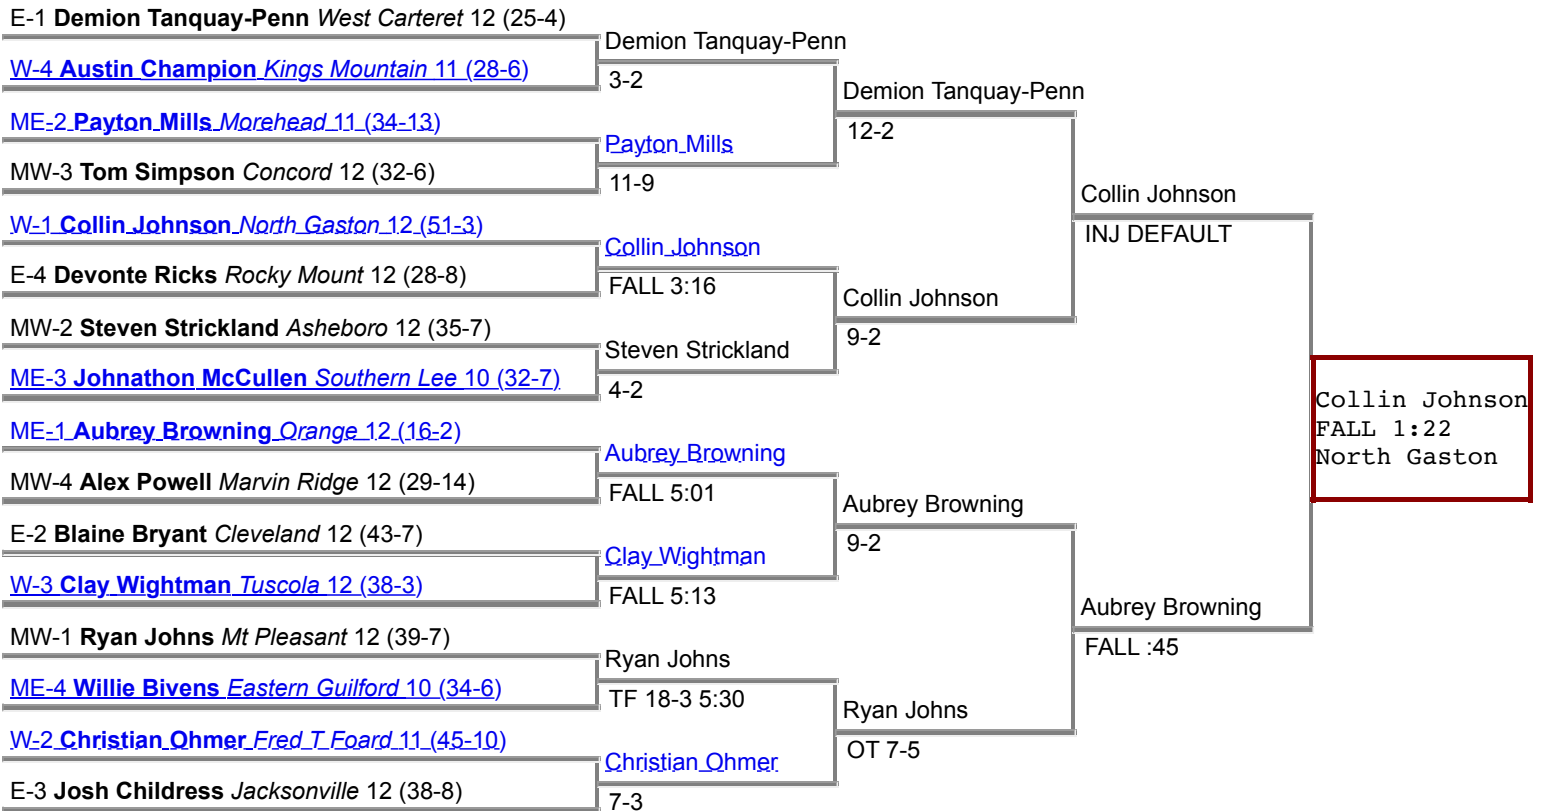 E-1 Demion Tanquay-Penn West Carteret 12 (25-4)
W-4 Austin Champion Kings Mountain 11 (28-6)
ME-2 Payton Mills Morehead 11 (34-13)
MW-3 Tom Simpson Concord 12 (32-6)
W-1 Collin Johnson North Gaston 12 (51-3)
E-4 Devonte Ricks Rocky Mount 12 (28-8)
MW-2 Steven Strickland Asheboro 12 (35-7)
ME-3 Johnathon McCullen Southern Lee 10 (32-7)
ME-1 Aubrey Browning Orange 12 (16-2)
MW-4 Alex Powell Marvin Ridge 12 (29-14)
E-2 Blaine Bryant Cleveland 12 (43-7)
W-3 Clay Wightman Tuscola 12 (38-3)
MW-1 Ryan Johns Mt Pleasant 12 (39-7)
ME-4 Willie Bivens Eastern Guilford 10 (34-6)
W-2 Christian Ohmer Fred T Foard 11 (45-10)
E-3 Josh Childress Jacksonville 12 (38-8)
Demion Tanquay-Penn
3-2
Payton Mills
11-9
Collin Johnson
FALL 3:16
Steven Strickland
4-2
Aubrey Browning
FALL 5:01
Clay Wightman
FALL 5:13
Ryan Johns
TF 18-3 5:30
Christian Ohmer
7-3
Demion Tanquay-Penn
12-2
Collin Johnson
9-2
Aubrey Browning
9-2
Ryan Johns
OT 7-5
Collin Johnson
INJ DEFAULT
Aubrey Browning
FALL :45
Collin Johnson
FALL 1:22
North Gaston